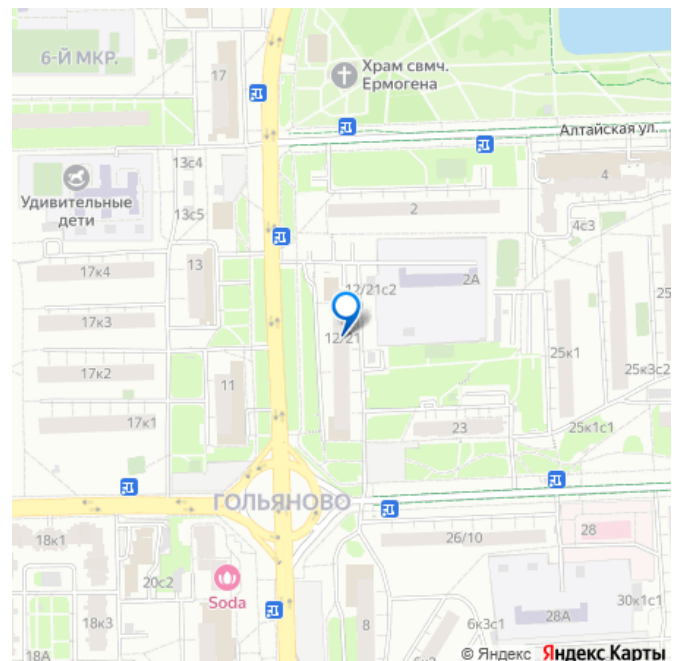 6-Й МКР.
17
Храм свмч.
Ермогена
Алтайская ул.
13с4
4
Удивительные
дети
13с5
2
4с3
17к4
13
12/21с2
2А
25
17к3
12/21
25к1
25к3с2
17к2
11
17к1
23
25к1с1
ГОЛЬЯНОВО
18к1
26/10
28
20с2
Soda
18к3
8
6к3с1
28А
30к1с1
18А
© Яндекс Яндекс Карты